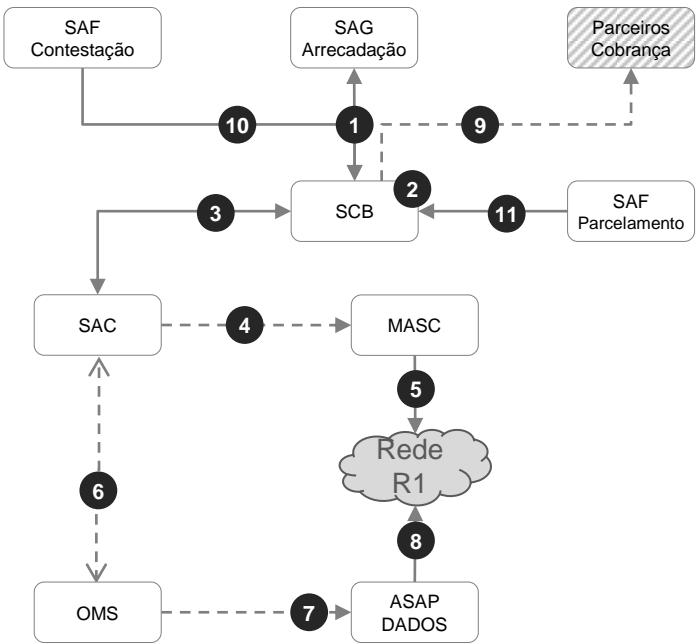 SAF
Contestação
SAG
Arrecadação
Parceiros
Cobrança
10
1
9
2
SCB
3
11
SAF
Parcelamento
SAC
4
MASC
5
Rede
R1
6
8
OMS
7
ASAP
DADOS